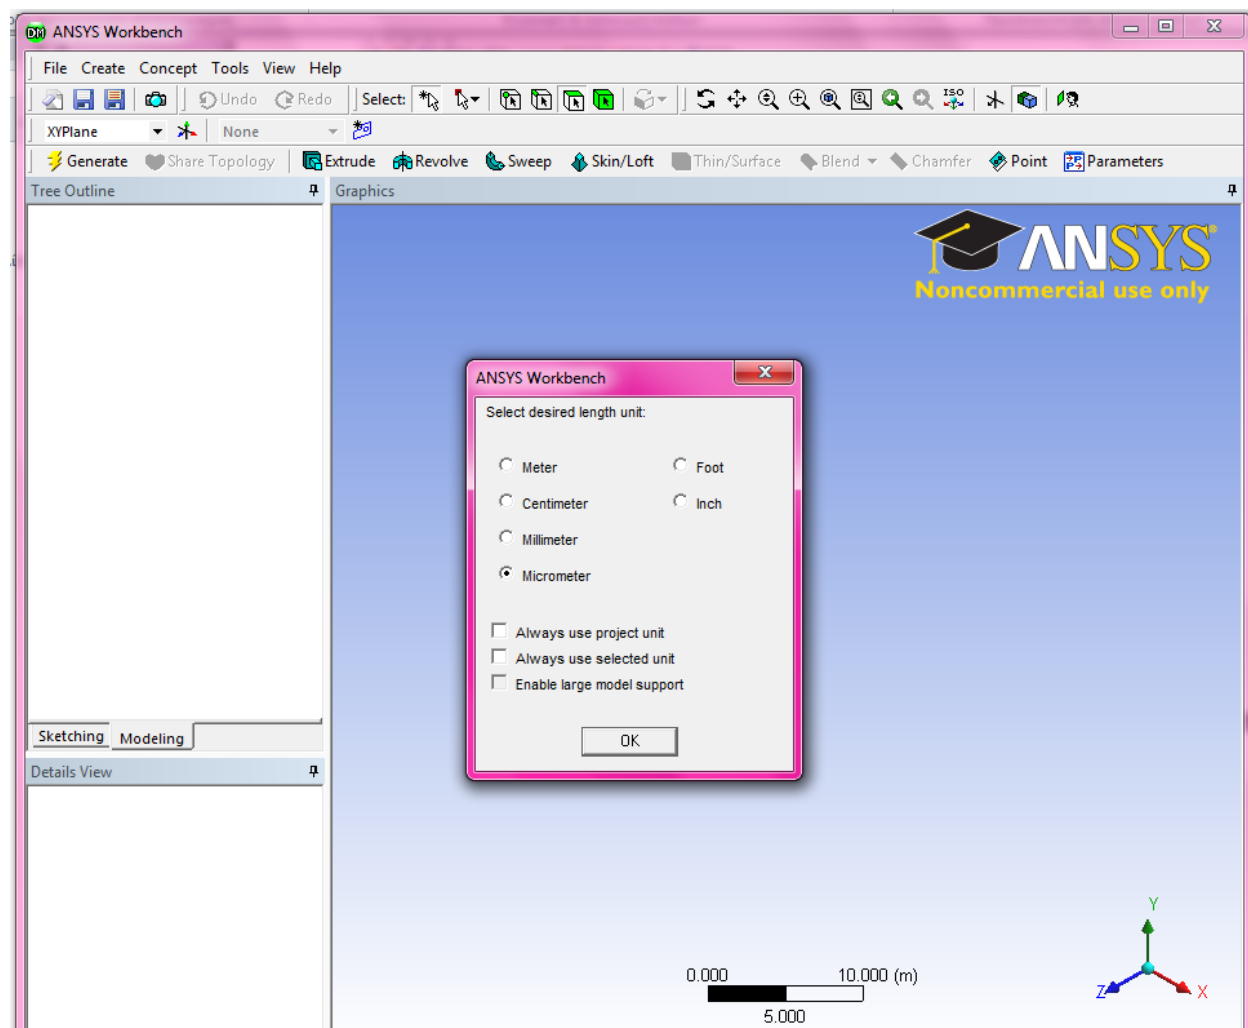 DM ANSYS Workbench
File Create Concept Tools View Help
Undo Redo Select: ISO
XYPlane None
Generate Share Topology Extrude Revolve Sweep Skin/Loft Thin/Surface Blend Chamfer Point Parameters
Tree Outline
Graphics
ANSYS
Noncommercial use only
ANSYS Workbench
Select desired length unit:
Meter Foot
Centimeter Inch
Millimeter
Micrometer
Always use project unit
Always use selected unit
Enable large model support
OK
Sketching Modeling
Details View
Y
0.000 10.000 (m)
Z X
5.000